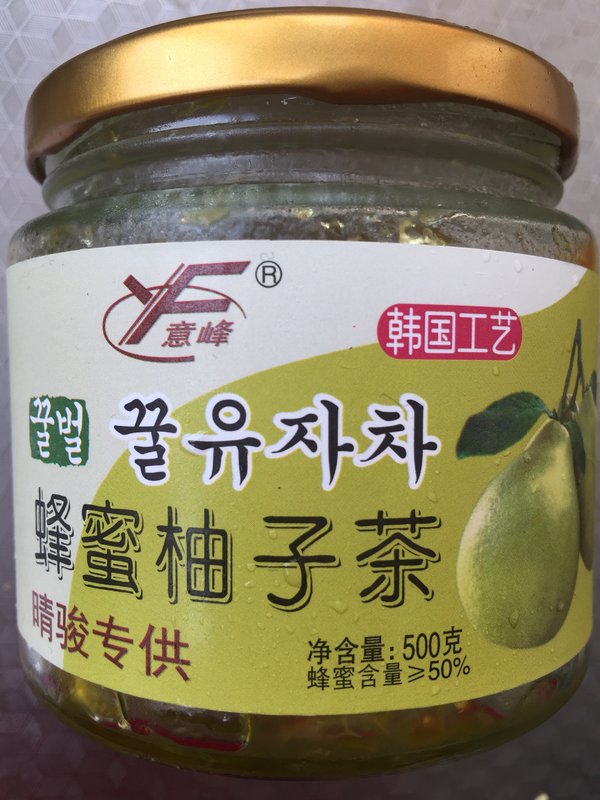 YF®
意峰
韩国工艺
꿀벌
꿀유자차
蜂蜜柚子茶
晴骏专供
净含量：500克
蜂蜜含量≥50%